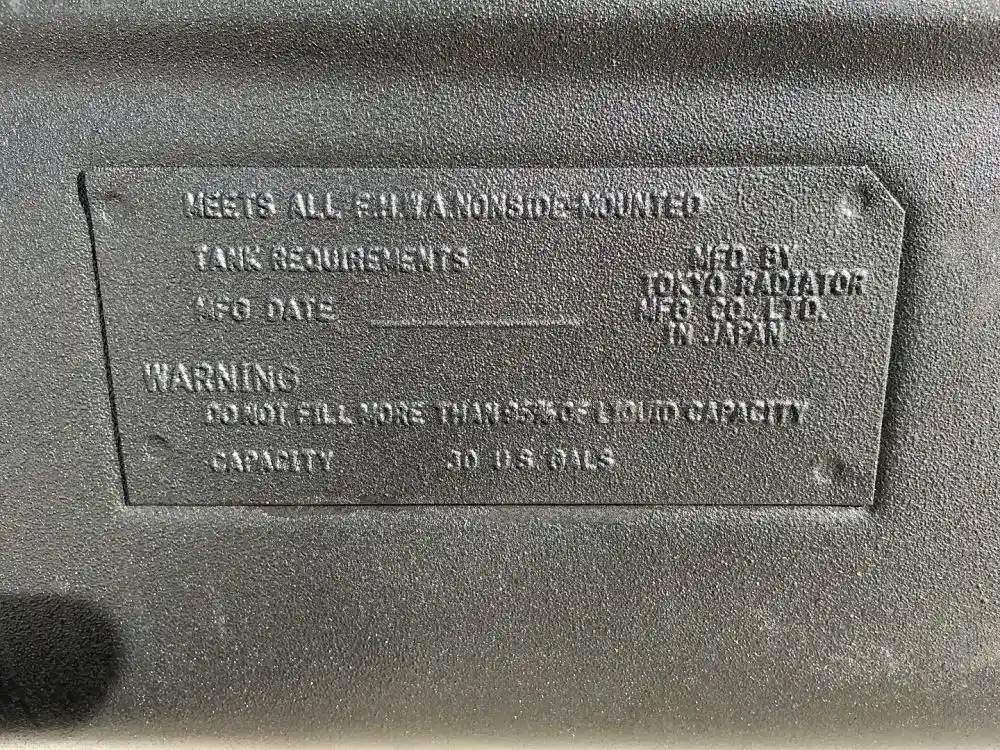 MEETS ALL F.H.W.A. NONSIDE-MOUNTED
TANK REQUIREMENTS
MFG DATE
MFD BY
TOKYO RADIATOR
MFG CO., LTD.
IN JAPAN
WARNING
DO NOT FILL MORE THAN 95% OF LIQUID CAPACITY
CAPACITY 30 U.S. GALS